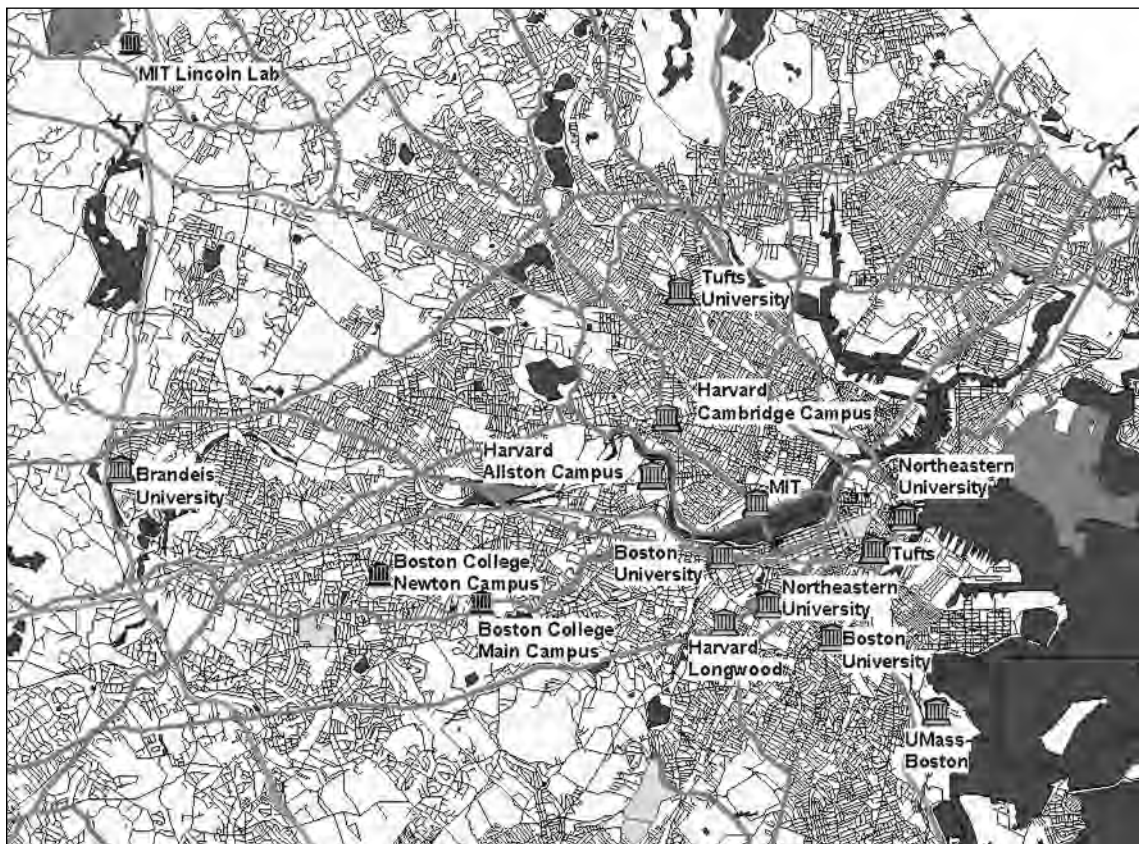 MIT Lincoln Lab
Tufts
University
Harvard
Cambridge Campus
Harvard
Allston Campus
Northeastern
University
Brandeis
University
MIT
Boston
University
Tufts
Boston College
Newton Campus
Northeastern
University
Boston College
Main Campus
Harvard
Longwood
Boston
University
UMass-
Boston